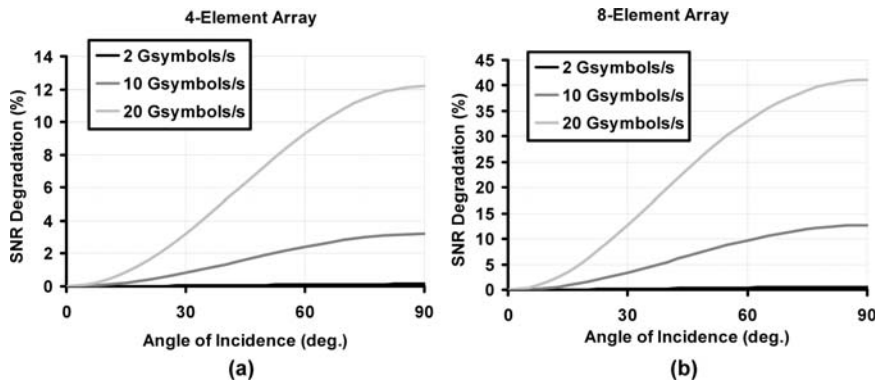 4-Element Array
SNR Degradation (%)
14
12
10
8
6
4
2
0
2 Gsymbols/s
10 Gsymbols/s
20 Gsymbols/s
0 30 60 90
Angle of Incidence (deg.)
(a)
8-Element Array
SNR Degradation (%)
45
40
35
30
25
20
15
10
5
0
2 Gsymbols/s
10 Gsymbols/s
20 Gsymbols/s
0 30 60 90
Angle of Incidence (deg.)
(b)